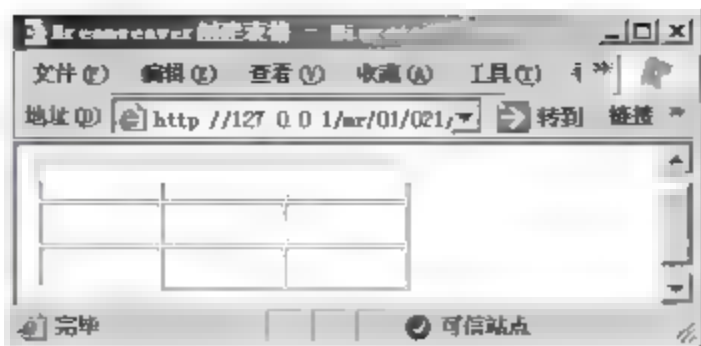 Dreamweaver 创建表格 -
文件(F) 编辑(E) 查看(V) 收藏(A) 工具(T)
地址(D) http //127 0 0 1/mr/01/021/ 转到 链接 »
完毕 可信站点